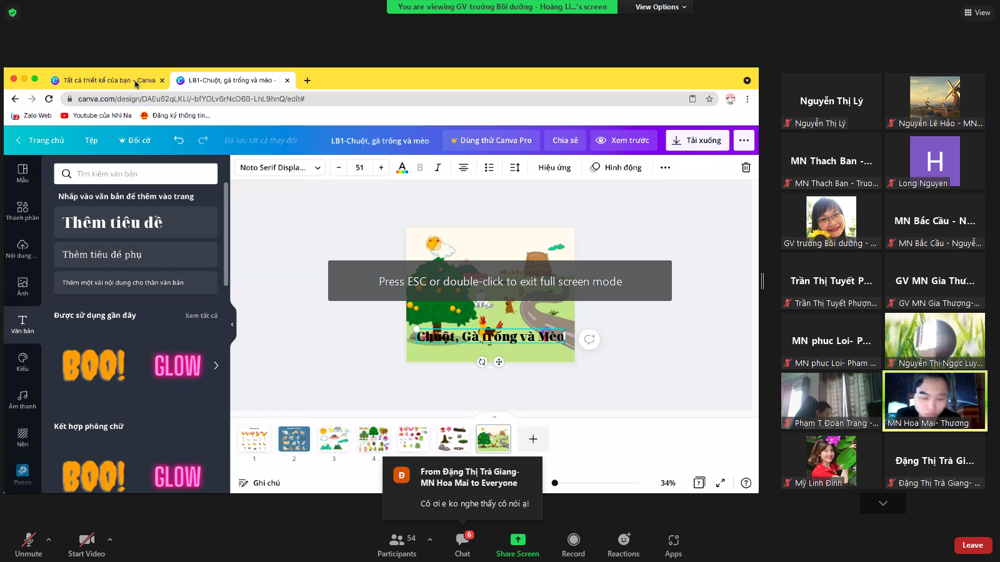 You are viewing GV trường Bồi dưỡng - Hoàng Li...'s screen
View Options
View
Tất cả thiết kế của bạn - Canva
LB1-Chuột, gà trống và mèo -
canva.com/design/DAEu62qLKLI/-bfYOLv6rNcD6B-LhL9hnQ/edit#
Zalo Web
Youtube của Nhi Na
Đăng ký thông tin...
Trang chủ
Tệp
Đổi cỡ
Đã lưu tất cả thay đổi
LB1-Chuột, gà trống và mèo
Dùng thử Canva Pro
Chia sẻ
Xem trước
Tải xuống
Mẫu
Thành phần
Nội dung ...
Ảnh
Văn bản
Kiểu
Âm thanh
Nền
Pixton
Tìm kiếm văn bản
Nhấp vào văn bản để thêm vào trang
Thêm tiêu đề
Thêm tiêu đề phụ
Thêm một vài nội dung cho thân văn bản
Được sử dụng gần đây
Xem tất cả
BOO!
GLOW
Kết hợp phông chữ
BOO!
GLOW
Noto Serif Displa...
51
A
B
I
Hiệu ứng
Hình động
Press ESC or double-click to exit full screen mode
Chuột, Gà trống và Mèo
1
2
3
4
Ghi chú
34%
7
Đ
From Đặng Thị Trà Giang-
MN Hoa Mai to Everyone
Cô ơi e ko nghe thấy cô nói ạ!
Nguyễn Thị Lý
Nguyễn Thị Lý
Nguyễn Lê Hảo - MN...
MN Thach Ban -...
MN Thach Ban - Truo...
H
Long Nguyen
GV trường Bồi dưỡng - ...
MN Bắc Cầu - N...
MN Bắc Cầu - Nguyễ...
Trần Thị Tuyết P...
Trần Thị Tuyết Phượn...
GV MN Gia Thư...
GV MN Gia Thượng-...
MN phuc Loi- P...
MN phuc Loi- Pham ...
Nguyễn Thị Ngọc Luy...
Phạm T Đoan Trang -...
MN Hoa Mai- Thương
Mỹ Linh Đinh
Đặng Thị Trà Gi...
Đặng Thị Trà Giang- ...
Unmute
Start Video
54
Participants
6
Chat
Share Screen
Record
Reactions
Apps
Leave